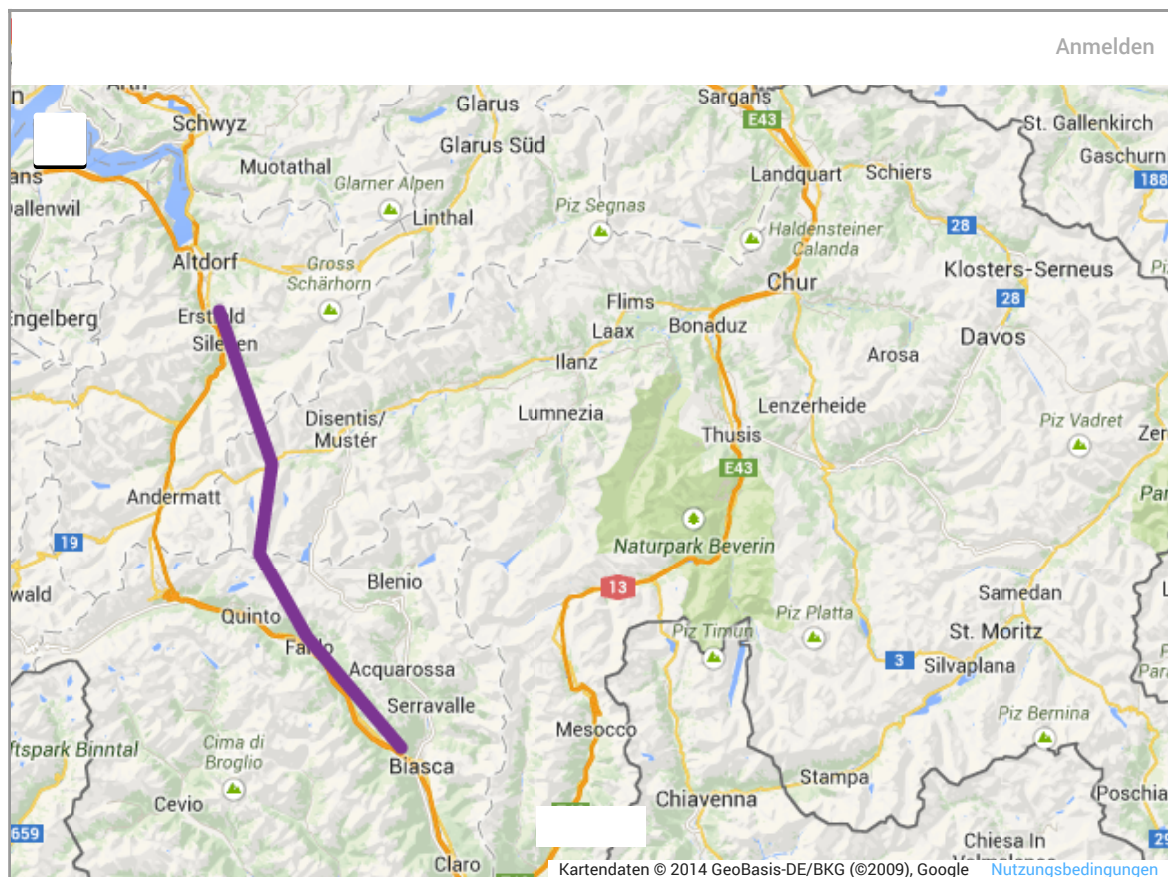 Anmelden
Glarus
Sargans
E43
Schwyz
St. Gallenkirch
Glarus Süd
Gaschurn
Muotathal
Landquart
Schiers
188
Glarner Alpen
Linthal
Piz Segnas
28
Haldensteiner
Calanda
Altdorf
Gross
Schärhorn
Klosters-Serneus
Chur
28
Flims
Laax
Bonaduz
Davos
Ilanz
Arosa
Lumnezia
Lenzerheide
Disentis/
Mustér
Piz Vadret
Thusis
E43
Andermatt
19
Naturpark Beverin
Blenio
13
Samedan
Quinto
Piz Platta
Piz Timun
St. Moritz
Acquarossa
3
Silvaplana
Serravalle
Piz Bernina
Mesocco
Cima di
Broglio
Biasca
Stampa
Cevio
Chiavenna
659
Chiesa In
Claro
Kartendaten © 2014 GeoBasis-DE/BKG (©2009), Google
Nutzungsbedingungen